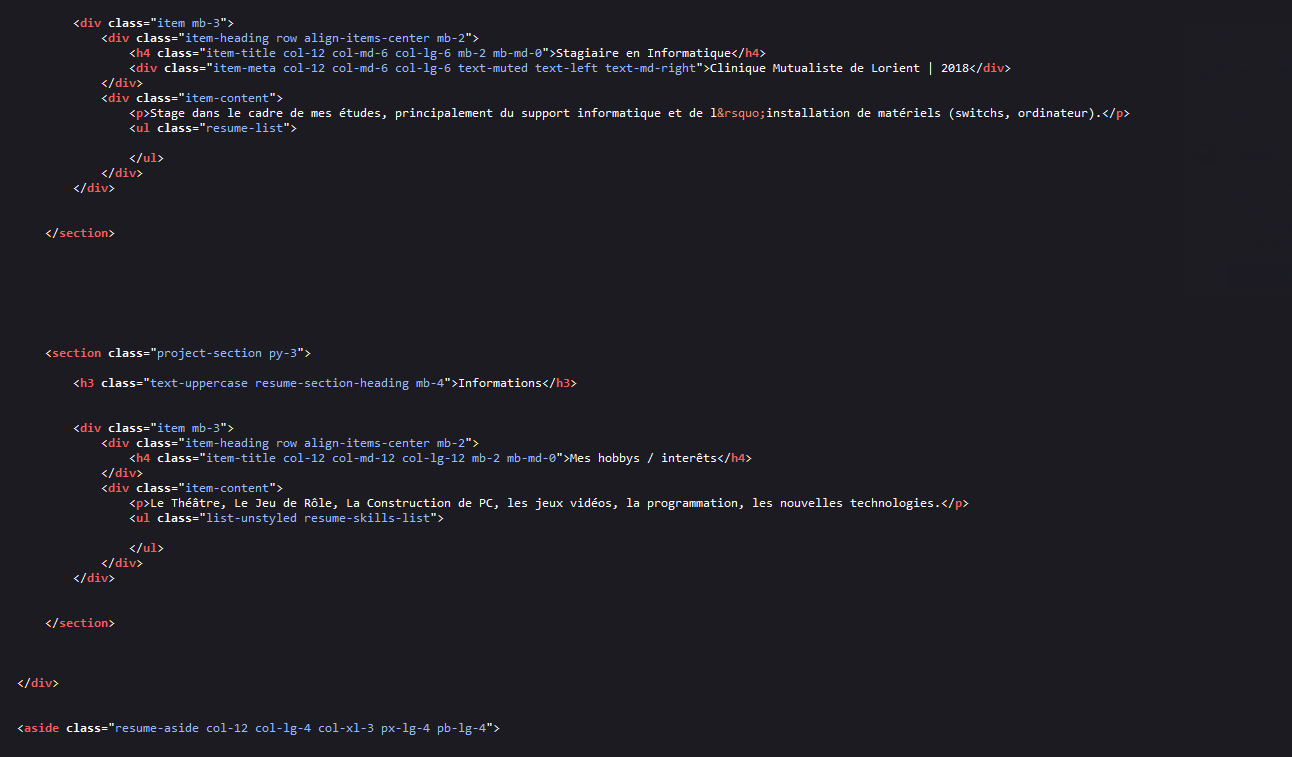 <div class="item mb-3">
<div class="item-heading row align-items-center mb-2">
<h4 class="item-title col-12 col-md-6 col-lg-6 mb-2 mb-md-0">Stagiaire en Informatique</h4>
<div class="item-meta col-12 col-md-6 col-lg-6 text-muted text-left text-md-right">Clinique Mutualiste de Lorient | 2018</div>
</div>
<div class="item-content">
<p>Stage dans le cadre de mes études, principalement du support informatique et de l&rsquo;installation de matériels (switchs, ordinateur).</p>
<ul class="resume-list">
</ul>
</div>
</div>
</section>
<section class="project-section py-3">
<h3 class="text-uppercase resume-section-heading mb-4">Informations</h3>
<div class="item mb-3">
<div class="item-heading row align-items-center mb-2">
<h4 class="item-title col-12 col-md-12 col-lg-12 mb-2 mb-md-0">Mes hobbys / interêts</h4>
</div>
<div class="item-content">
<p>Le Théâtre, Le Jeu de Rôle, La Construction de PC, les jeux vidéos, la programmation, les nouvelles technologies.</p>
<ul class="list-unstyled resume-skills-list">
</ul>
</div>
</div>
</section>
</div>
<aside class="resume-aside col-12 col-lg-4 col-xl-3 px-lg-4 pb-lg-4">